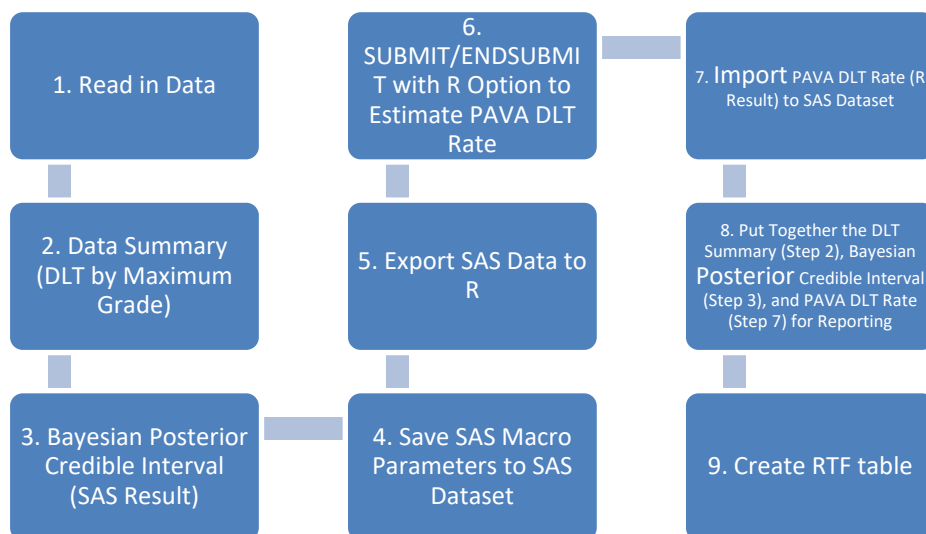 1. Read in Data
2. Data Summary
(DLT by Maximum
Grade)
3. Bayesian Posterior
Credible Interval
(SAS Result)
4. Save SAS Macro
Parameters to SAS
Dataset
5. Export SAS Data to
R
6.
SUBMIT/ENDSUBMI
T with R Option to
Estimate PAVA DLT
Rate
7. Import PAVA DLT Rate (R
Result) to SAS Dataset
8. Put Together the DLT
Summary (Step 2), Bayesian
Posterior Credible Interval
(Step 3), and PAVA DLT Rate
(Step 7) for Reporting
9. Create RTF table